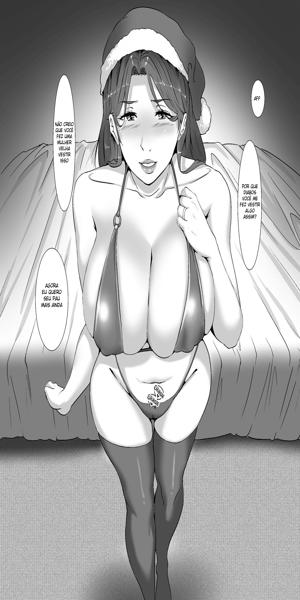 AFF
POR QUE
DIABOS
VOCÊ ME
FEZ VESTIR
ALGO
ASSIM?
NÃO CREIO
QUE VOCÊ
FEZ UMA
MULHER
VELHA
VESTIR
ISSO
AGORA
EU QUERO
SEU PAU
MAIS AINDA